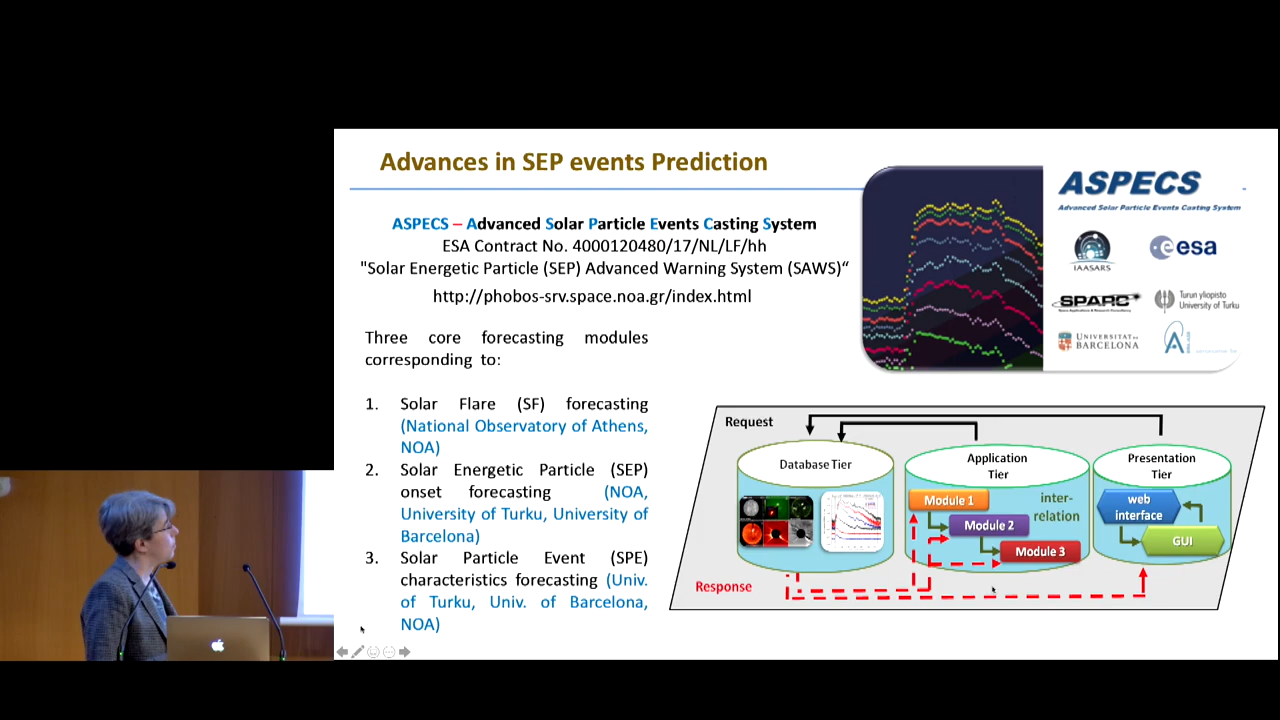 Advances in SEP events Prediction
ASPECS – Advanced Solar Particle Events Casting System
ESA Contract No. 4000120480/17/NL/LF/hh
"Solar Energetic Particle (SEP) Advanced Warning System (SAWS)“
http://phobos-srv.space.noa.gr/index.html
Three core forecasting modules
corresponding to:
1. Solar Flare (SF) forecasting
(National Observatory of Athens,
NOA)
2. Solar Energetic Particle (SEP)
onset forecasting (NOA,
University of Turku, University of
Barcelona)
3. Solar Particle Event (SPE)
characteristics forecasting (Univ.
of Turku, Univ. of Barcelona,
NOA)
ASPECS
Advanced Solar Particle Events Casting System
IAASARS
esa
SPARC
Space Applications & Research Consultancy
Turun yliopisto
University of Turku
UNIVERSITAT DE
BARCELONA
Request
Database Tier
Application
Tier
Presentation
Tier
Module 1
inter-
relation
Module 2
Module 3
web
interface
GUI
Response